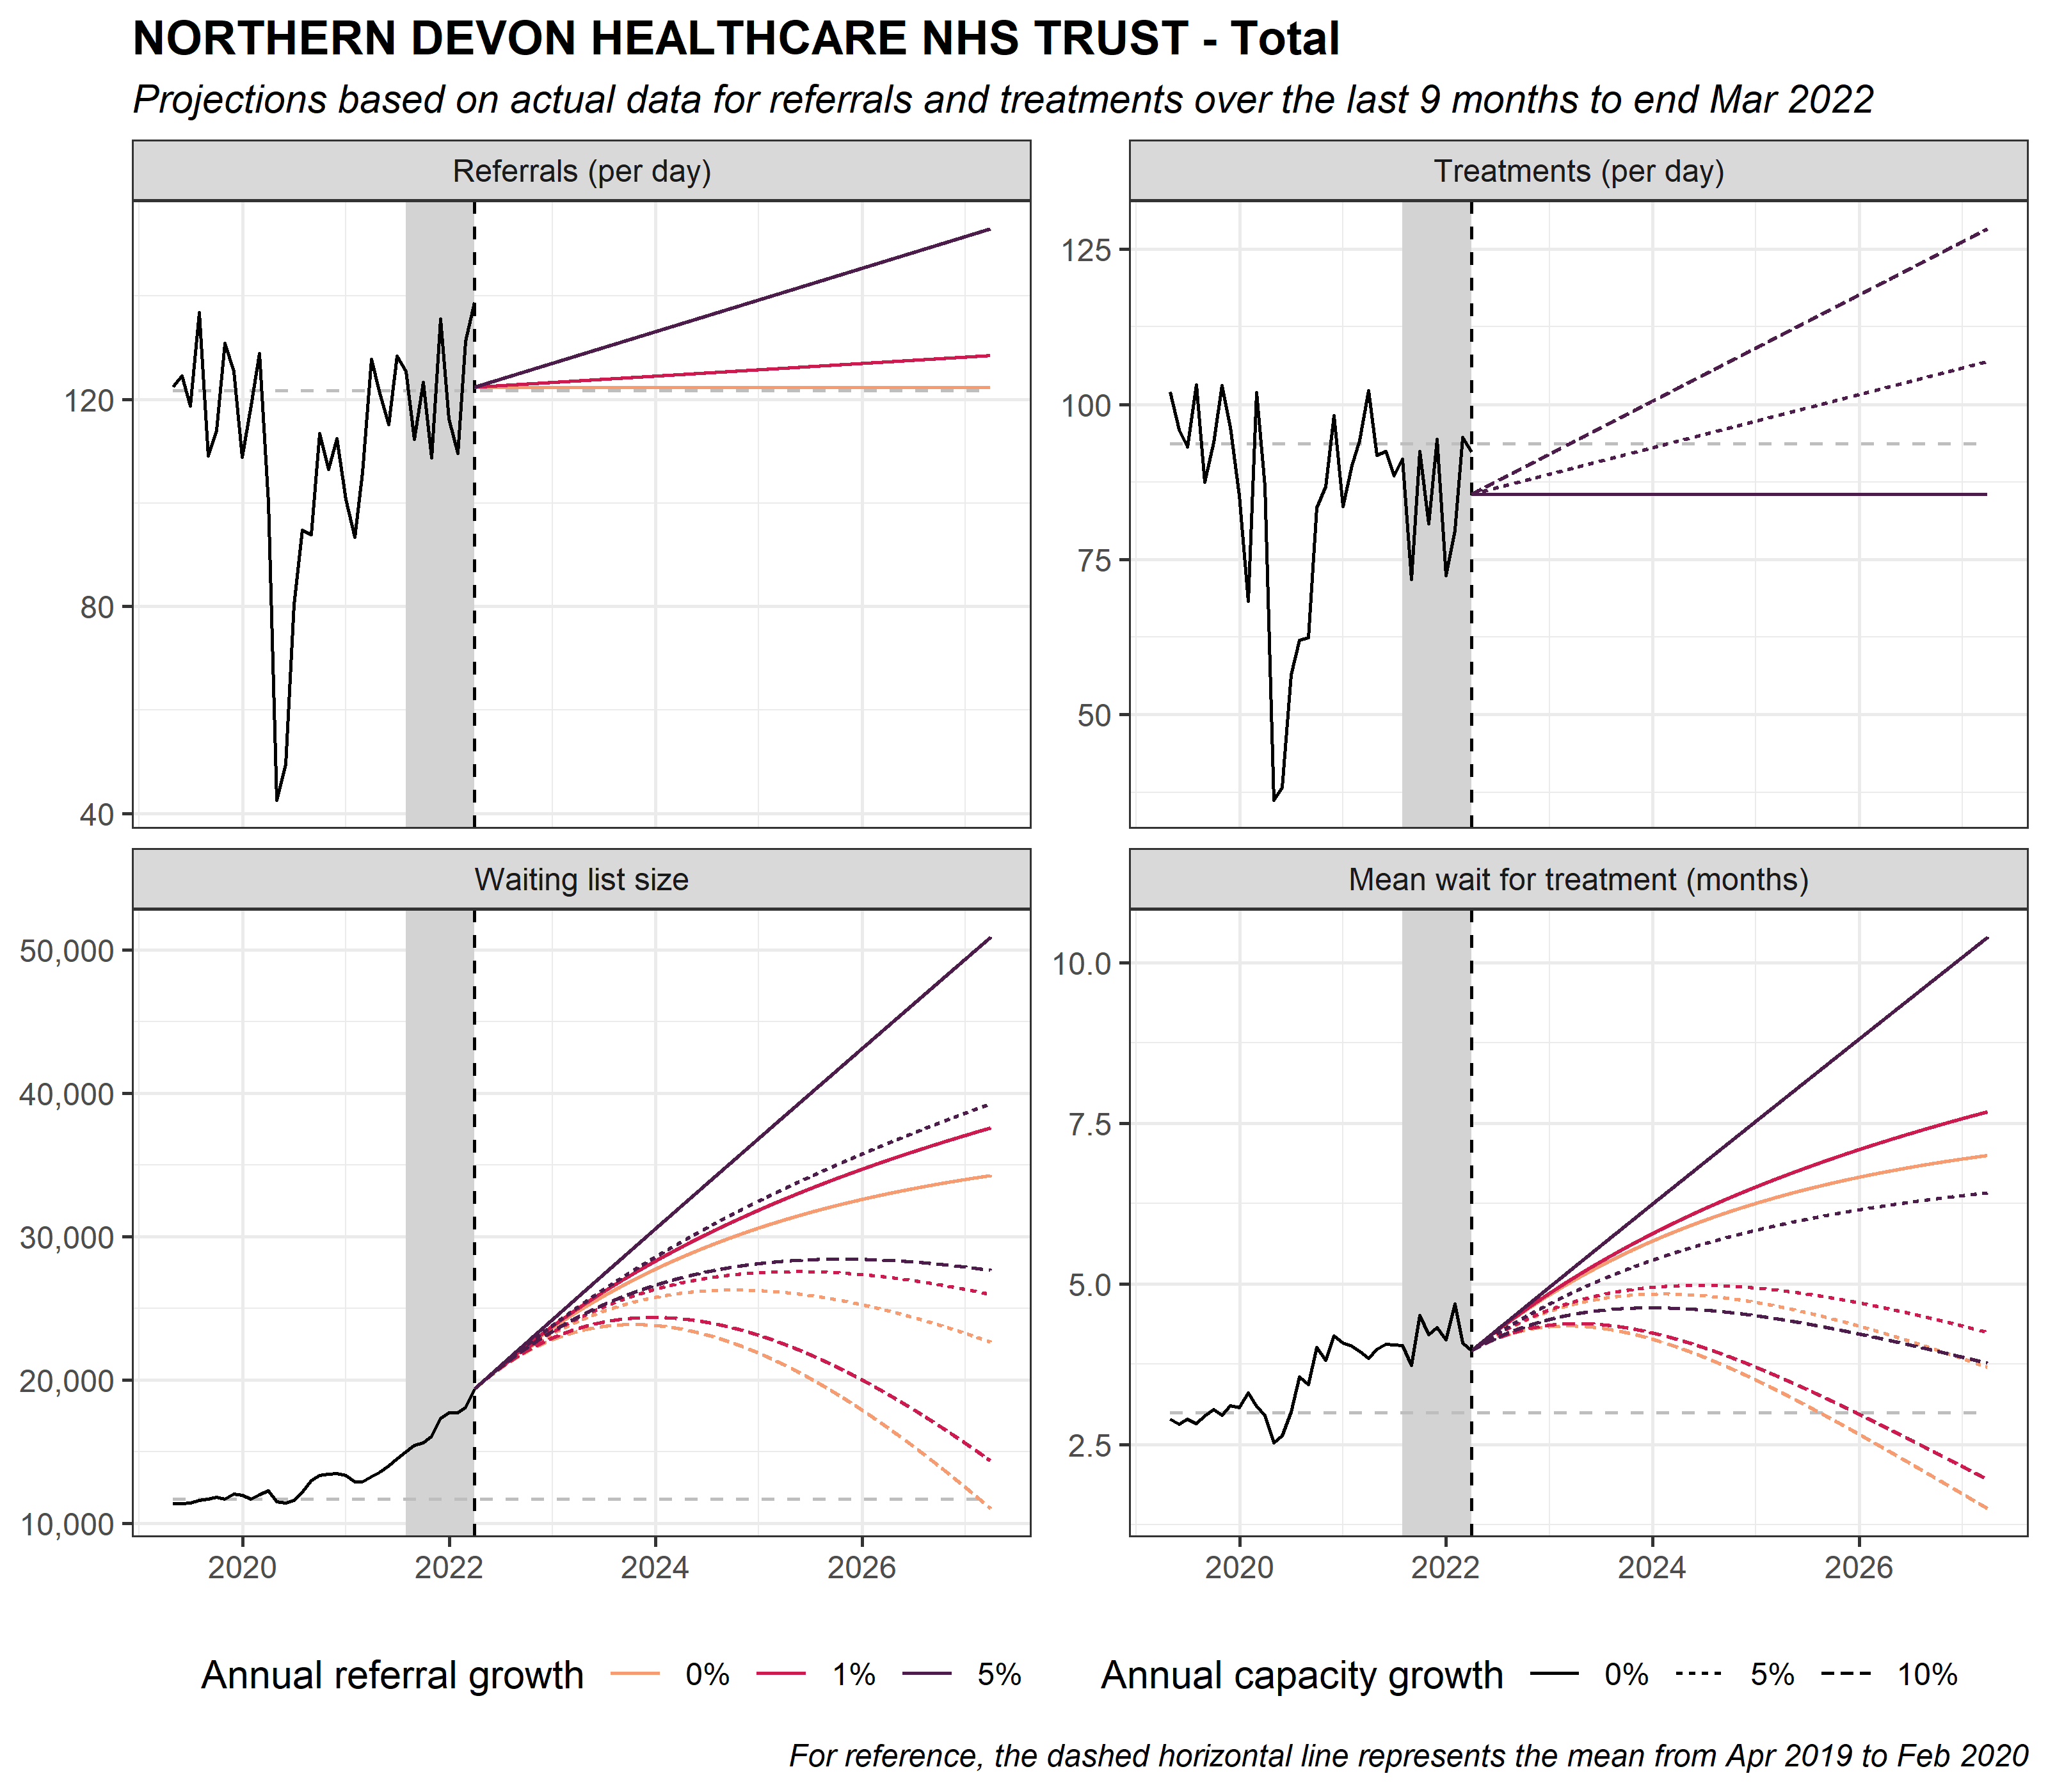 NORTHERN DEVON HEALTHCARE NHS TRUST - Total
Projections based on actual data for referrals and treatments over the last 9 months to end Mar 2022
Referrals (per day)
120
80
40
Treatments (per day)
125
100
75
50
Waiting list size
50,000
40,000
30,000
20,000
10,000
2020 2022 2024 2026
Mean wait for treatment (months)
10.0
7.5
5.0
2.5
2020 2022 2024 2026
Annual referral growth 0% 1% 5%
Annual capacity growth 0% 5% 10%
For reference, the dashed horizontal line represents the mean from Apr 2019 to Feb 2020